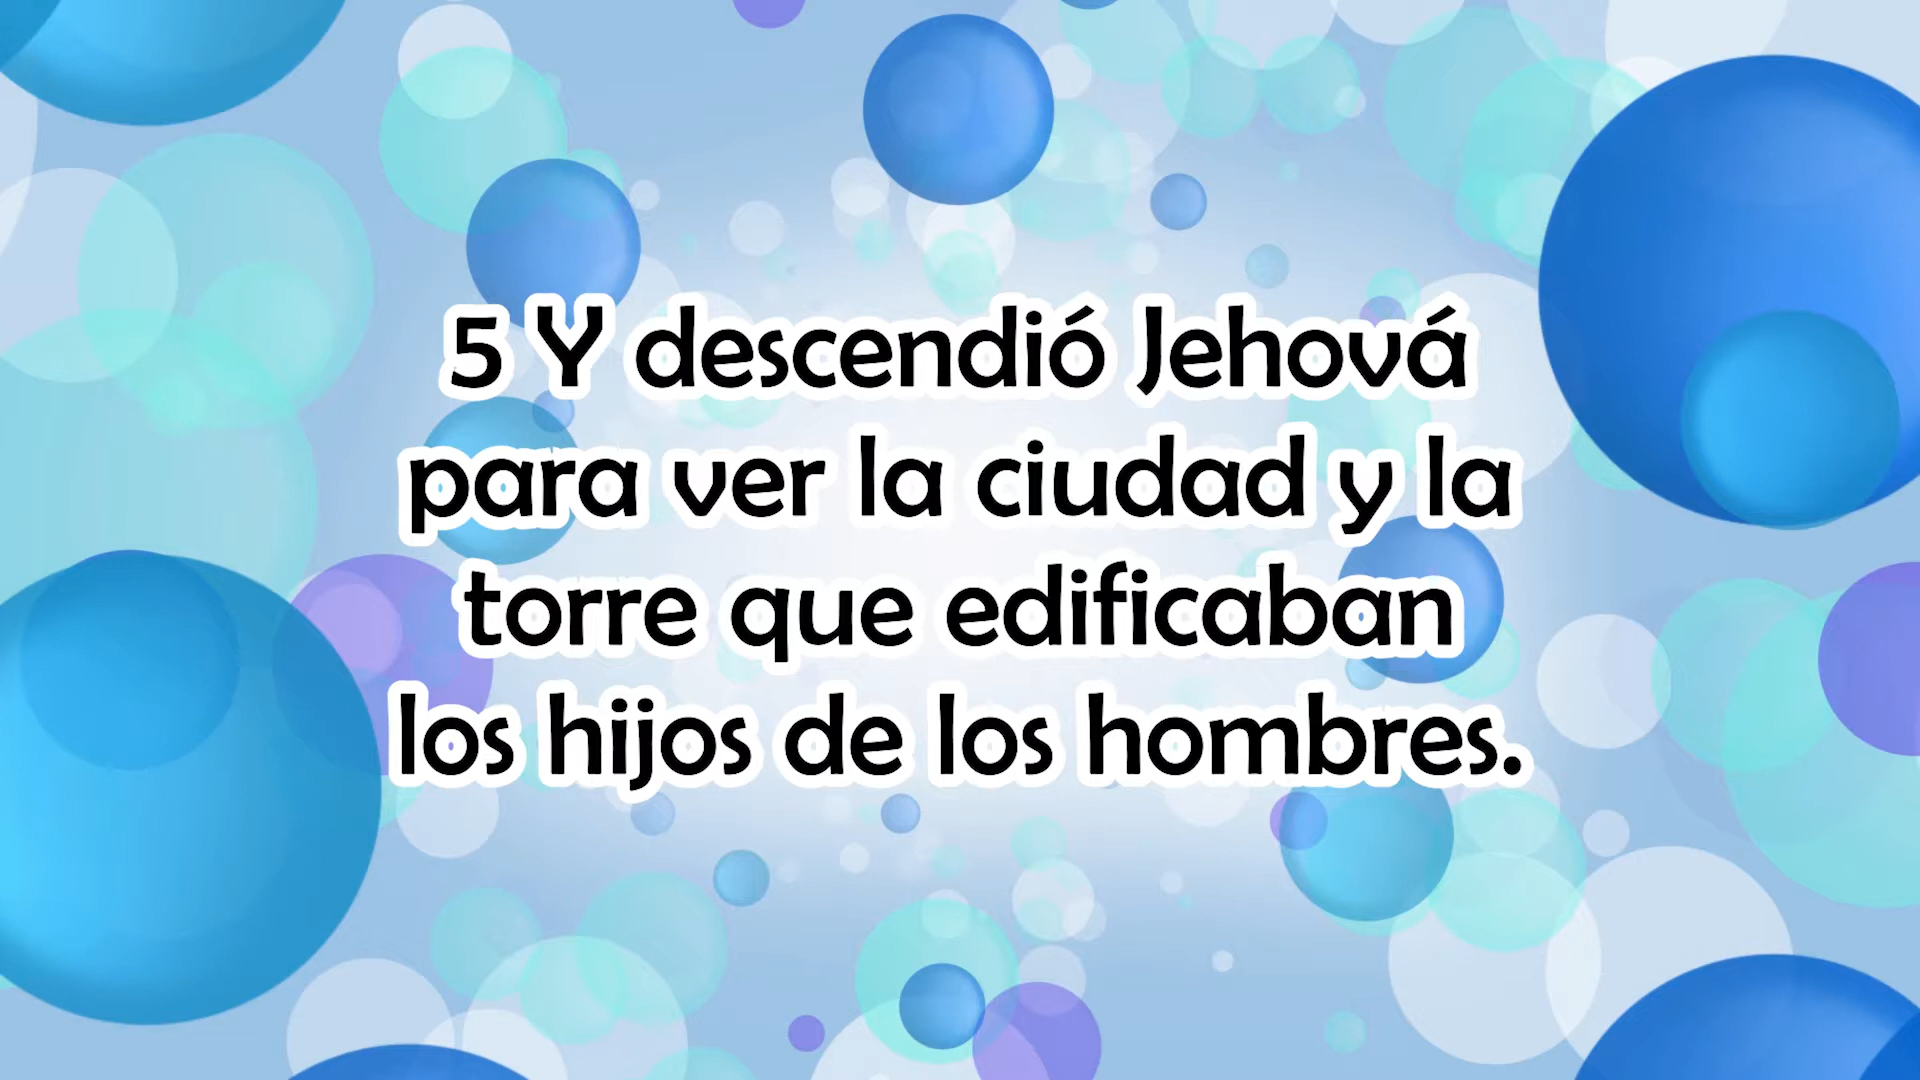 5 Y descendió Jehová
para ver la ciudad y la
torre que edificaban
los hijos de los hombres.